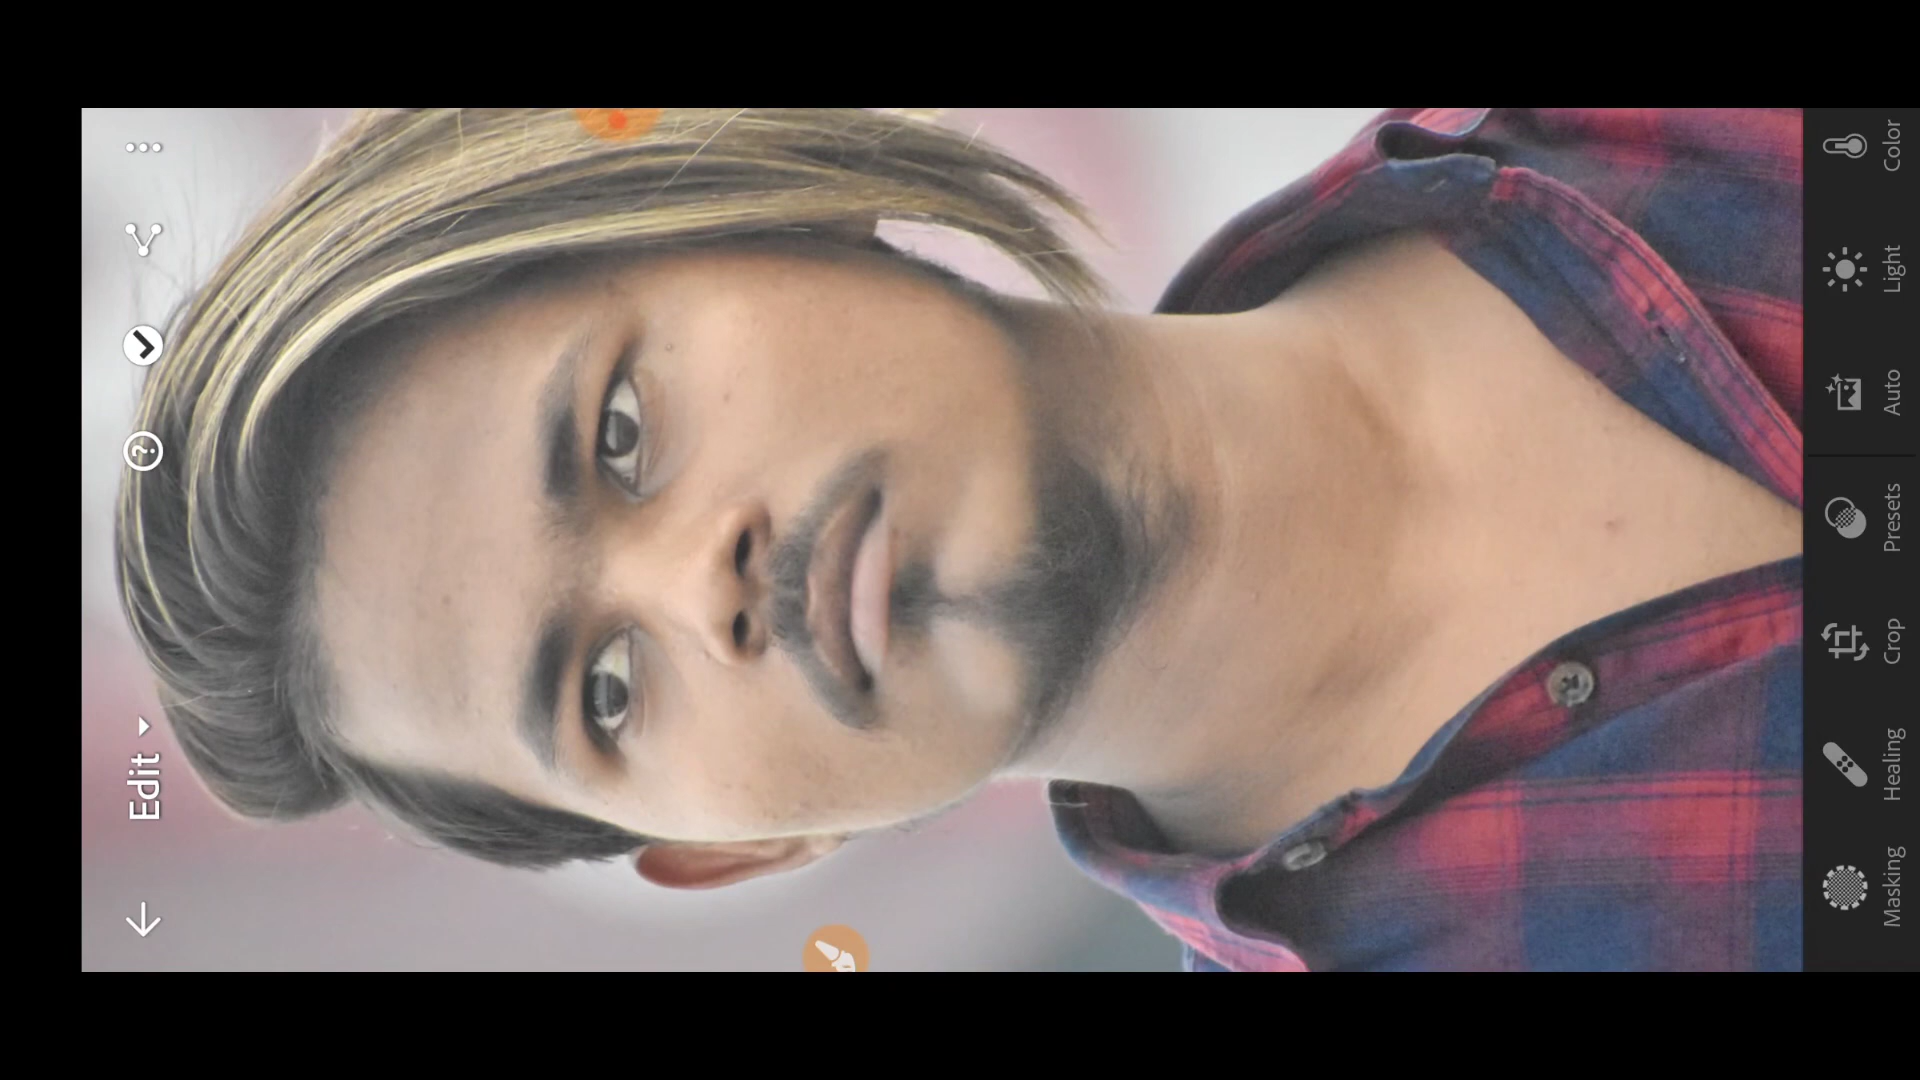 Edit
Masking
Healing
Crop
Presets
Auto
Light
Color